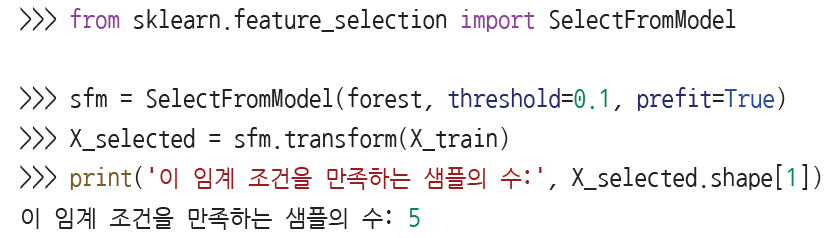 >>> from sklearn.feature_selection import SelectFromModel
>>> sfm = SelectFromModel(forest, threshold=0.1, prefit=True)
>>> X_selected = sfm.transform(X_train)
>>> print('이 임계 조건을 만족하는 샘플의 수:', X_selected.shape[1])
이 임계 조건을 만족하는 샘플의 수: 5